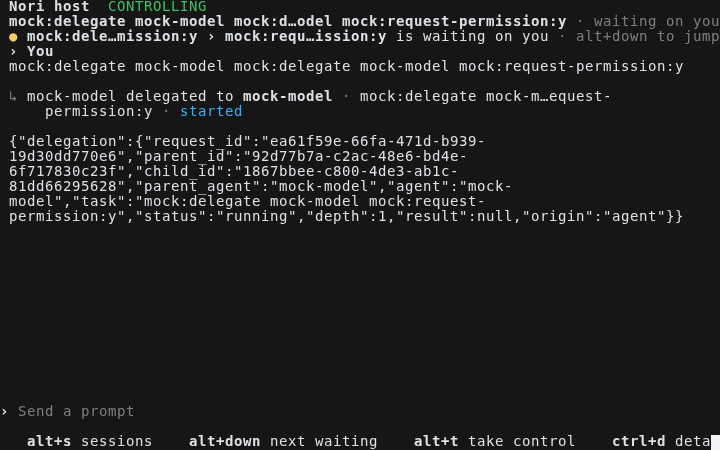 Nori host  CONTROLLING
mock:delegate mock-model mock:d…odel mock:request-permission:y · waiting on you
● mock:dele…mission:y › mock:requ…ission:y is waiting on you · alt+down to jump
› You
mock:delegate mock-model mock:delegate mock-model mock:request-permission:y
↳ mock-model delegated to mock-model · mock:delegate mock-m…equest-
permission:y · started
{"delegation":{"request_id":"ea61f59e-66fa-471d-b939-
19d30dd770e6","parent_id":"92d77b7a-c2ac-48e6-bd4e-
6f717830c23f","child_id":"1867bbee-c800-4de3-ab1c-
81dd66295628","parent_agent":"mock-model","agent":"mock-
model","task":"mock:delegate mock-model mock:request-
permission:y","status":"running","depth":1,"result":null,"origin":"agent"}}
› Send a prompt
alt+s sessions    alt+down next waiting    alt+t take control    ctrl+d deta